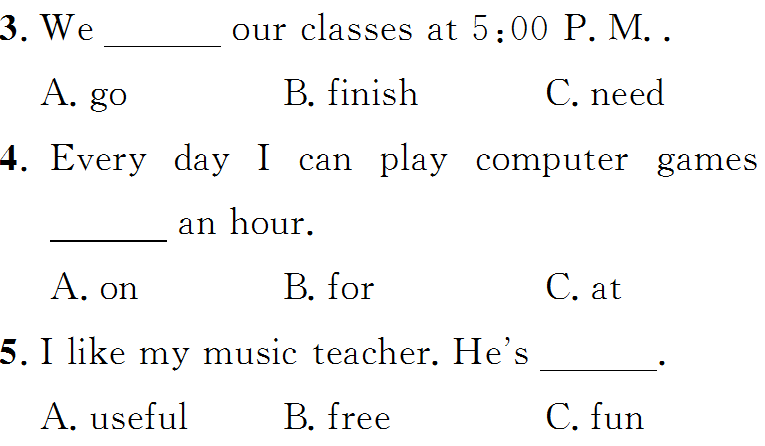 3. We ______ our classes at 5:00 P. M. .
A. go B. finish C. need
4. Every day I can play computer games
______ an hour.
A. on B. for C. at
5. I like my music teacher. He's ______.
A. useful B. free C. fun